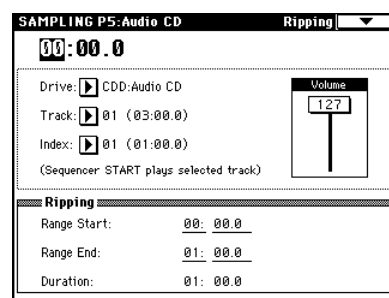 SAMPLING P5:Audio CD Ripping
00:00.0
Drive: CDD:Audio CD
Volume
127
Track: 01 (03:00.0)
Index: 01 (01:00.0)
(Sequencer START plays selected track)
Ripping
Range Start: 00: 00.0
Range End: 01: 00.0
Duration: 01: 00.0